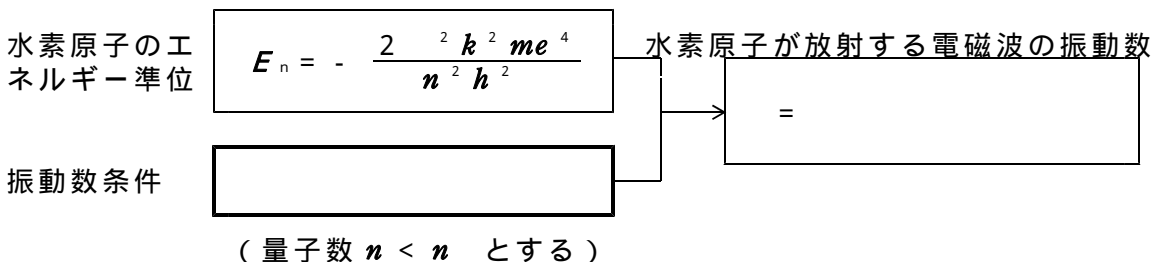 水素原子のエ
ネルギー準位
E n = - 2 2 k 2 me 4
n 2 h 2
水素原子が放射する電磁波の振動数
=
振動数条件
(量子数 n < n とする)